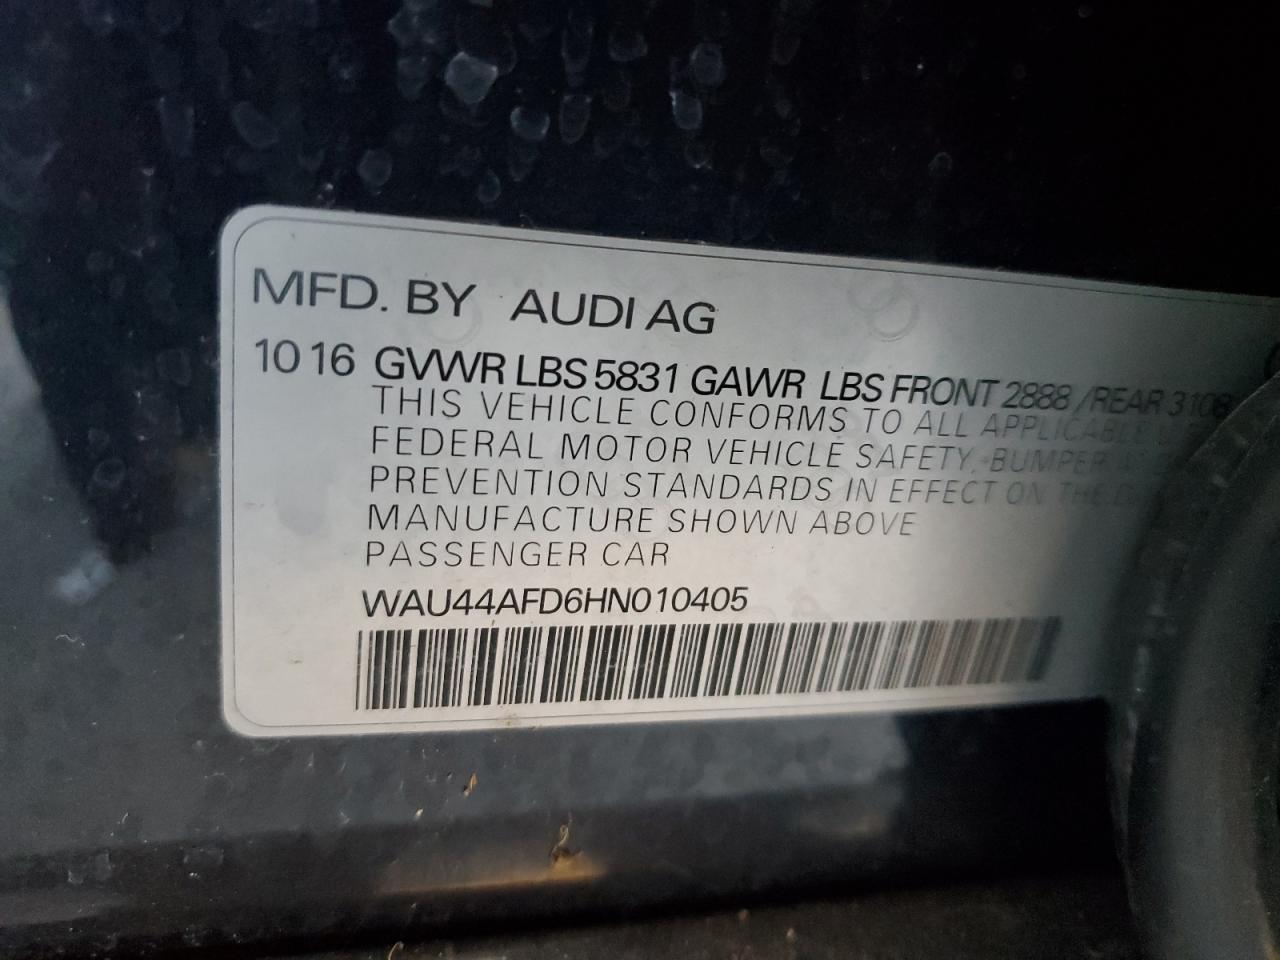 MFD. BY AUDI AG
10 16 GVWR LBS 5831 GAWR LBS FRONT 2888 /REAR 3108
THIS VEHICLE CONFORMS TO ALL APPLICABLE
FEDERAL MOTOR VEHICLE SAFETY, BUMPER
PREVENTION STANDARDS IN EFFECT ON THE
MANUFACTURE SHOWN ABOVE
PASSENGER CAR
WAU44AFD6HN010405